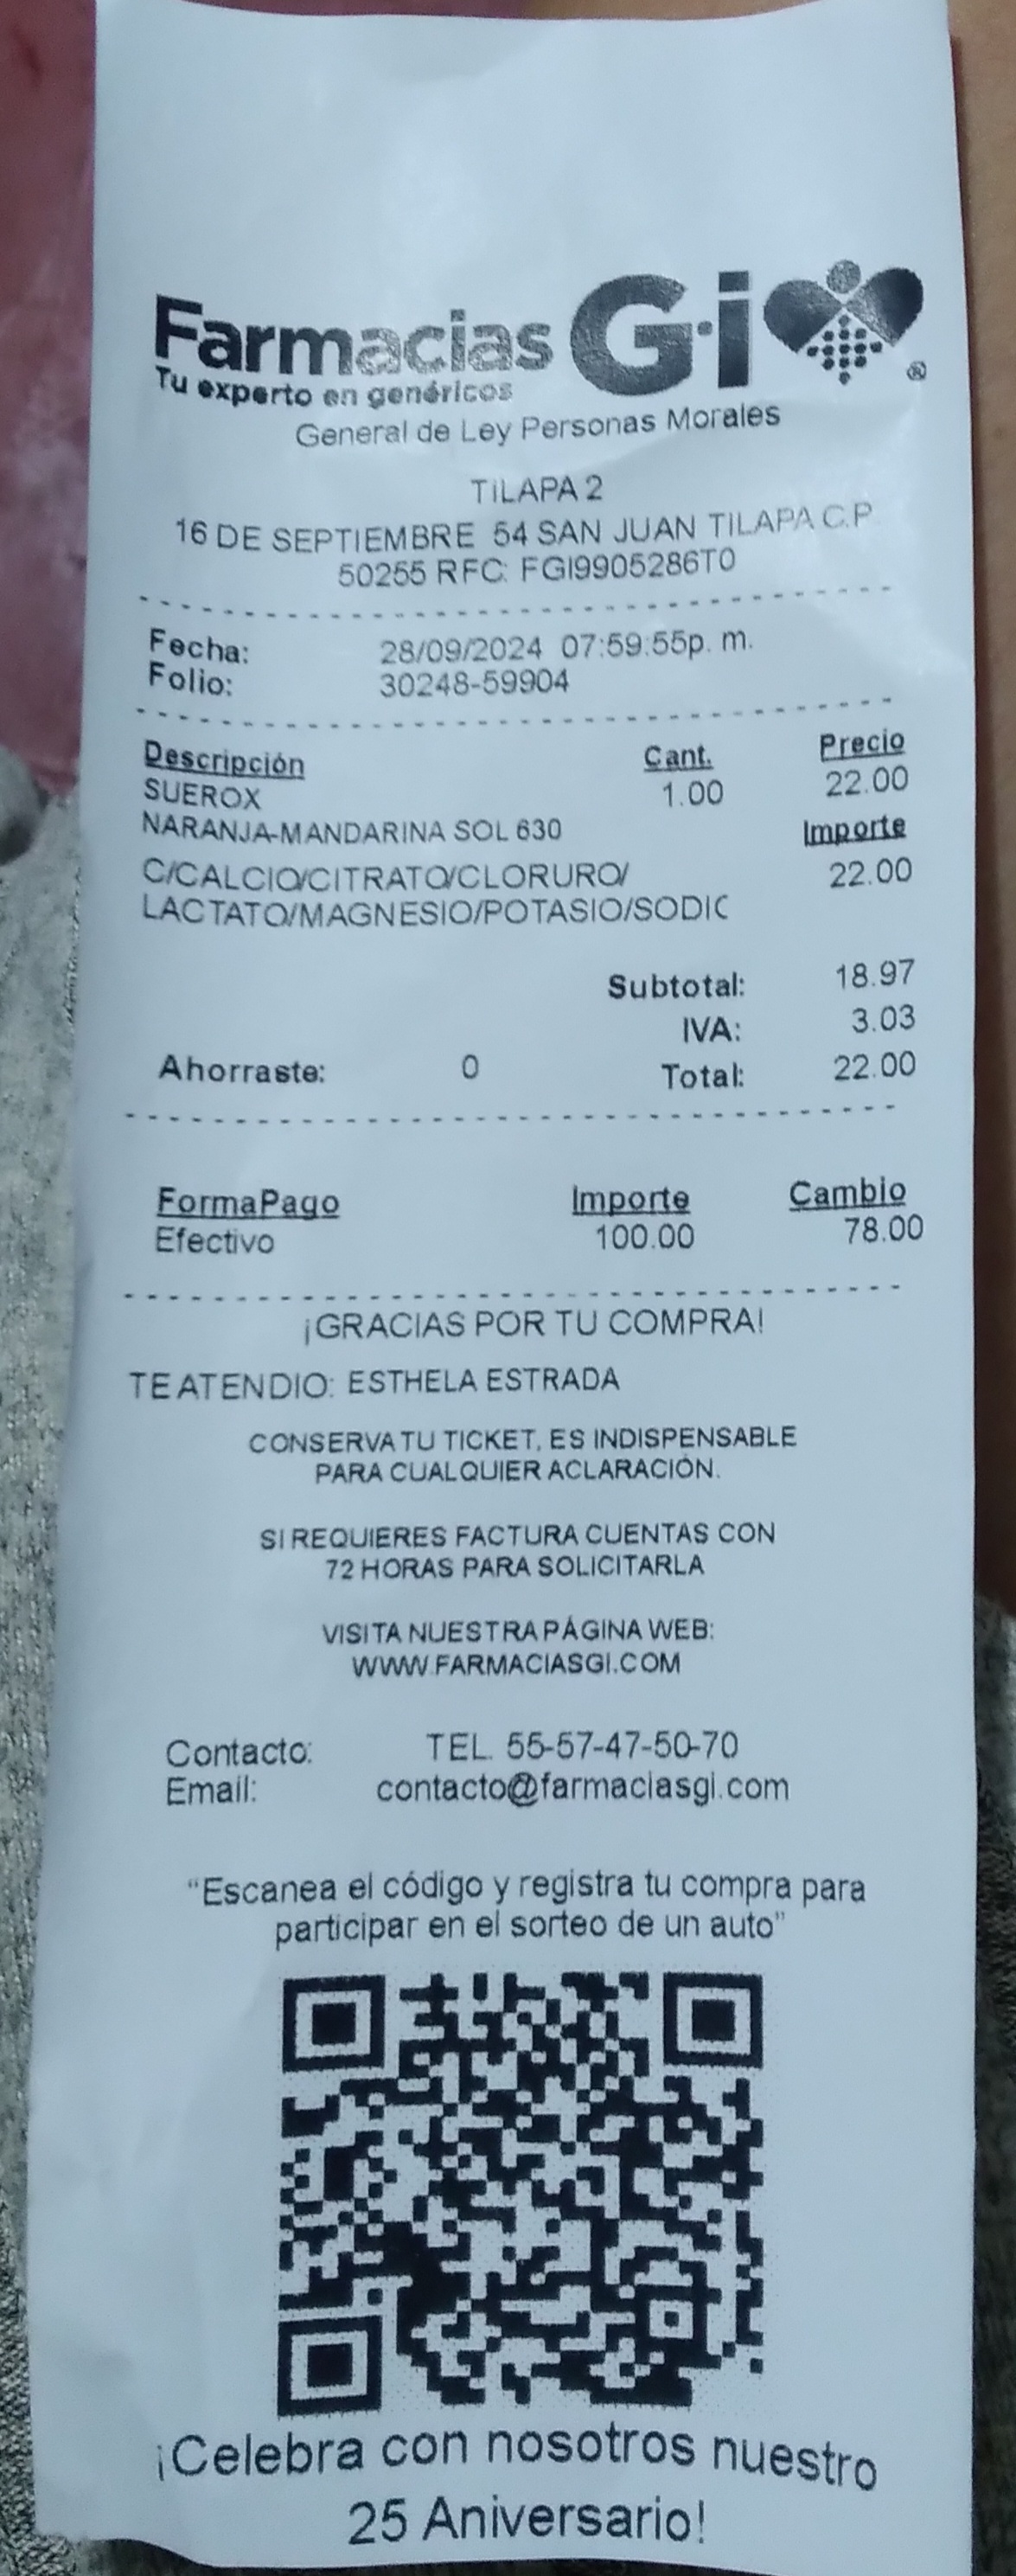 Farmacias Gi
Tu experto en genéricos
General de Ley Personas Morales
TILAPA 2
16 DE SEPTIEMBRE 54 SAN JUAN TILAPA C.P
50255 RFC: FGI9905286T0
Fecha: 28/09/2024 07:59:55p. m.
Folio: 30248-59904
Descripción Cant. Precio
SUEROX 1.00 22.00
NARANJA-MANDARINA SOL 630 Importe
C/CALCIO/CITRATO/CLORURO/ 22.00
LACTATO/MAGNESIO/POTASIO/SODIC
Subtotal: 18.97
IVA: 3.03
Ahorraste: 0 Total: 22.00
FormaPago Importe Cambio
Efectivo 100.00 78.00
¡GRACIAS POR TU COMPRA!
TE ATENDIO: ESTHELA ESTRADA
CONSERVA TU TICKET, ES INDISPENSABLE
PARA CUALQUIER ACLARACIÓN.
SI REQUIERES FACTURA CUENTAS CON
72 HORAS PARA SOLICITARLA
VISITA NUESTRA PÁGINA WEB:
WWW.FARMACIASGI.COM
Contacto: TEL. 55-57-47-50-70
Email: contacto@farmaciasgi.com
“Escanea el código y registra tu compra para
participar en el sorteo de un auto”
¡Celebra con nosotros nuestro
25 Aniversario!